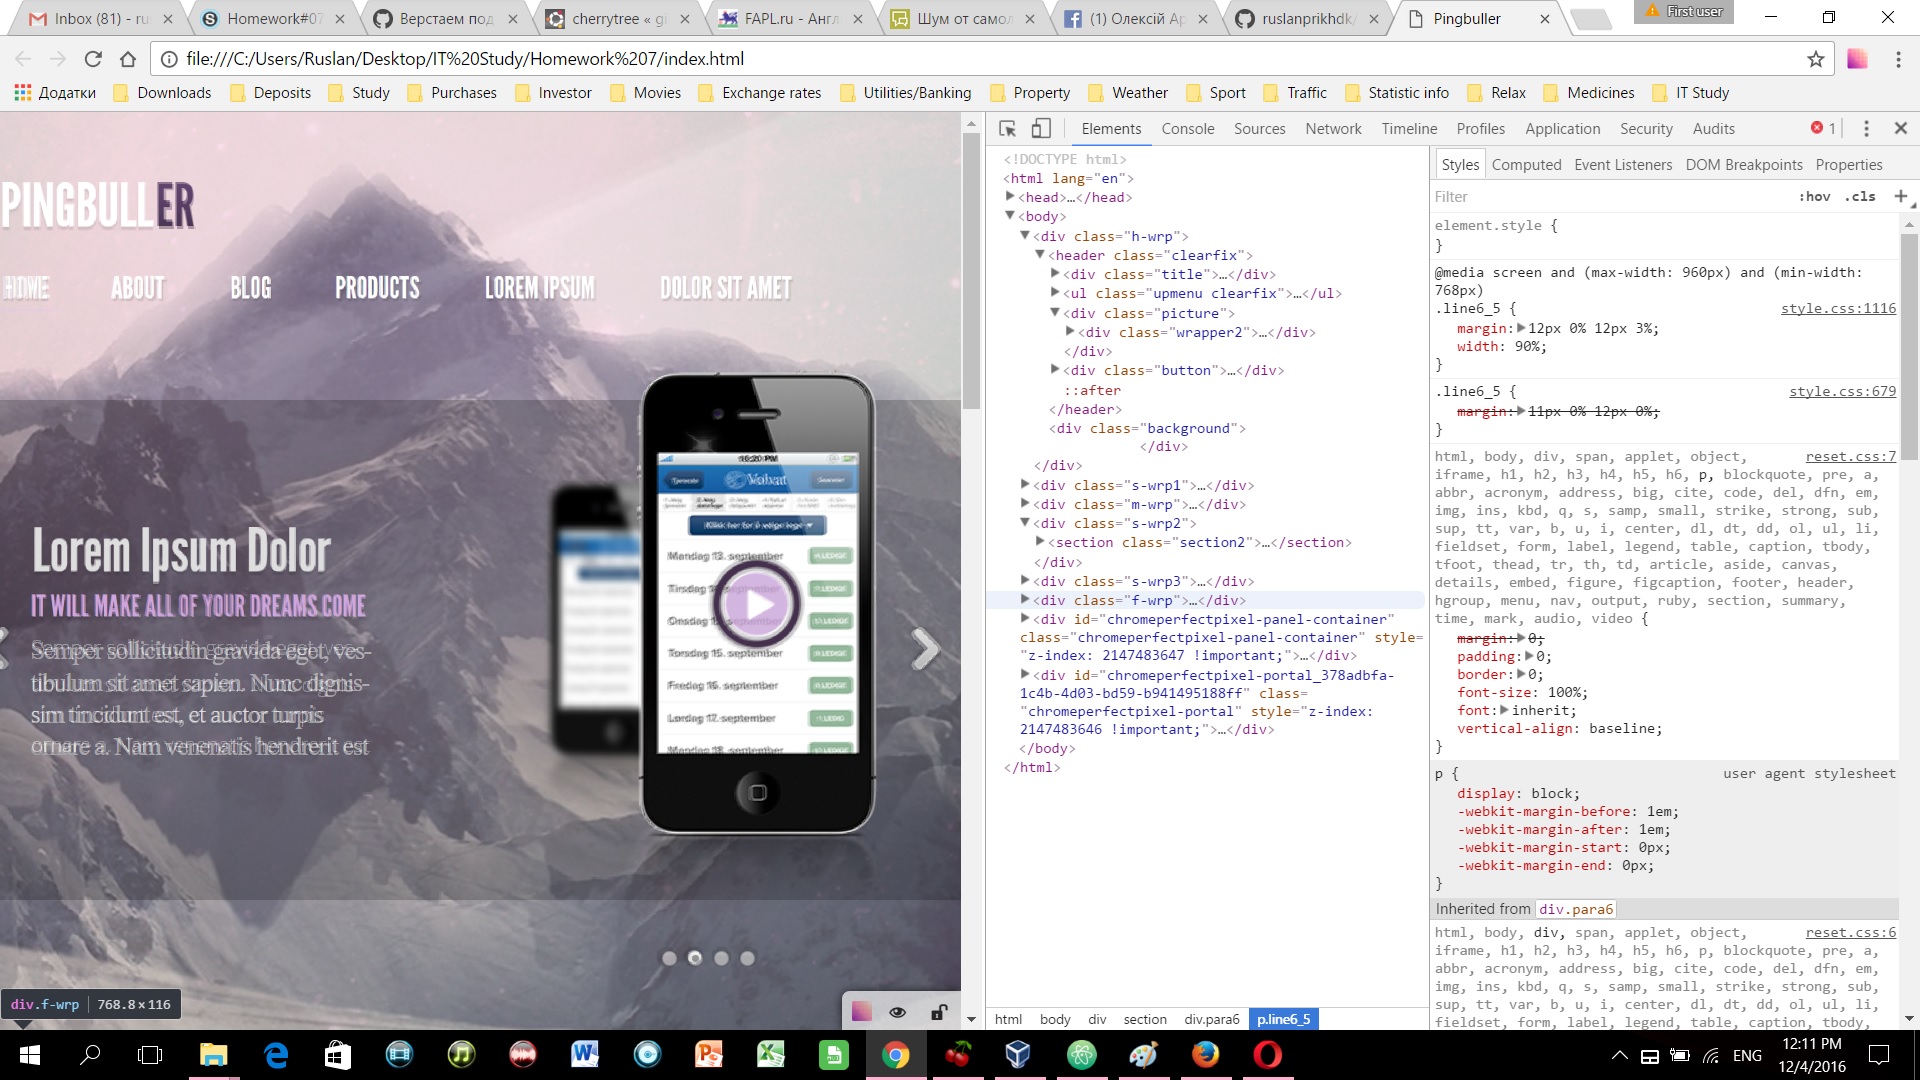 Inbox (81) - ru
Homework#07
Верстаем под
cherrytree « gi
FAPL.ru - Англ
Шум от самол
(1) Олексій Ар
ruslanprikhdk/
Pingbuller
First user
file:///C:/Users/Ruslan/Desktop/IT%20Study/Homework%207/index.html
Додатки Downloads Deposits Study Purchases Investor Movies Exchange rates Utilities/Banking Property Weather Sport Traffic Statistic info Relax Medicines IT Study
PINGBULLER
HOME ABOUT BLOG PRODUCTS LOREM IPSUM DOLOR SIT AMET
16:20 PM
Mandag 12. september
Tirsdag
Onsdag
Torsdag 15. september
Fredag 16. september
Lørdag 17. september
Mandag 18. september
Lorem Ipsum Dolor
IT WILL MAKE ALL OF YOUR DREAMS COME
Semper sollicitudin gravida eget, ves-
tibulum sit amet sapien. Nunc dignis-
sim tincidunt est, et auctor turpis
ornare a. Nam venenatis hendrerit est
div.f-wrp 768.8×116
Elements Console Sources Network Timeline Profiles Application Security Audits 1
<!DOCTYPE html>
<html lang="en">
<head>…</head>
<body>
<div class="h-wrp">
<header class="clearfix">
<div class="title">…</div>
<ul class="upmenu clearfix">…</ul>
<div class="picture">
<div class="wrapper2">…</div>
</div>
<div class="button">…</div>
::after
</header>
<div class="background">
</div>
</div>
<div class="s-wrp1">…</div>
<div class="m-wrp">…</div>
<div class="s-wrp2">
<section class="section2">…</section>
</div>
<div class="s-wrp3">…</div>
<div class="f-wrp">…</div>
<div id="chromeperfectpixel-panel-container"
class="chromeperfectpixel-panel-container" style=
"z-index: 2147483647 !important;">…</div>
<div id="chromeperfectpixel-portal_378adbfa-
1c4b-4d03-bd59-b941495188ff" class=
"chromeperfectpixel-portal" style="z-index:
2147483646 !important;">…</div>
</body>
</html>
html body div section div.para6 p.line6_5
Styles Computed Event Listeners DOM Breakpoints Properties
Filter :hov .cls +
element.style {
}
@media screen and (max-width: 960px) and (min-width:
768px)
.line6_5 { style.css:1116
margin: 12px 0% 12px 3%;
width: 90%;
}
.line6_5 { style.css:679
margin: 11px 0% 12px 0%;
}
html, body, div, span, applet, object, reset.css:7
iframe, h1, h2, h3, h4, h5, h6, p, blockquote, pre, a,
abbr, acronym, address, big, cite, code, del, dfn, em,
img, ins, kbd, q, s, samp, small, strike, strong, sub,
sup, tt, var, b, u, i, center, dl, dt, dd, ol, ul, li,
fieldset, form, label, legend, table, caption, tbody,
tfoot, thead, tr, th, td, article, aside, canvas,
details, embed, figure, figcaption, footer, header,
hgroup, menu, nav, output, ruby, section, summary,
time, mark, audio, video {
margin: 0;
padding: 0;
border: 0;
font-size: 100%;
font: inherit;
vertical-align: baseline;
}
p { user agent stylesheet
display: block;
-webkit-margin-before: 1em;
-webkit-margin-after: 1em;
-webkit-margin-start: 0px;
-webkit-margin-end: 0px;
}
Inherited from div.para6
html, body, div, span, applet, object, reset.css:6
iframe, h1, h2, h3, h4, h5, h6, p, blockquote, pre, a,
abbr, acronym, address, big, cite, code, del, dfn, em,
img, ins, kbd, q, s, samp, small, strike, strong, sub,
sup, tt, var, b, u, i, center, dl, dt, dd, ol, ul, li,
fieldset, form, label, legend, table, caption, tbody,
ENG
12:11 PM
12/4/2016